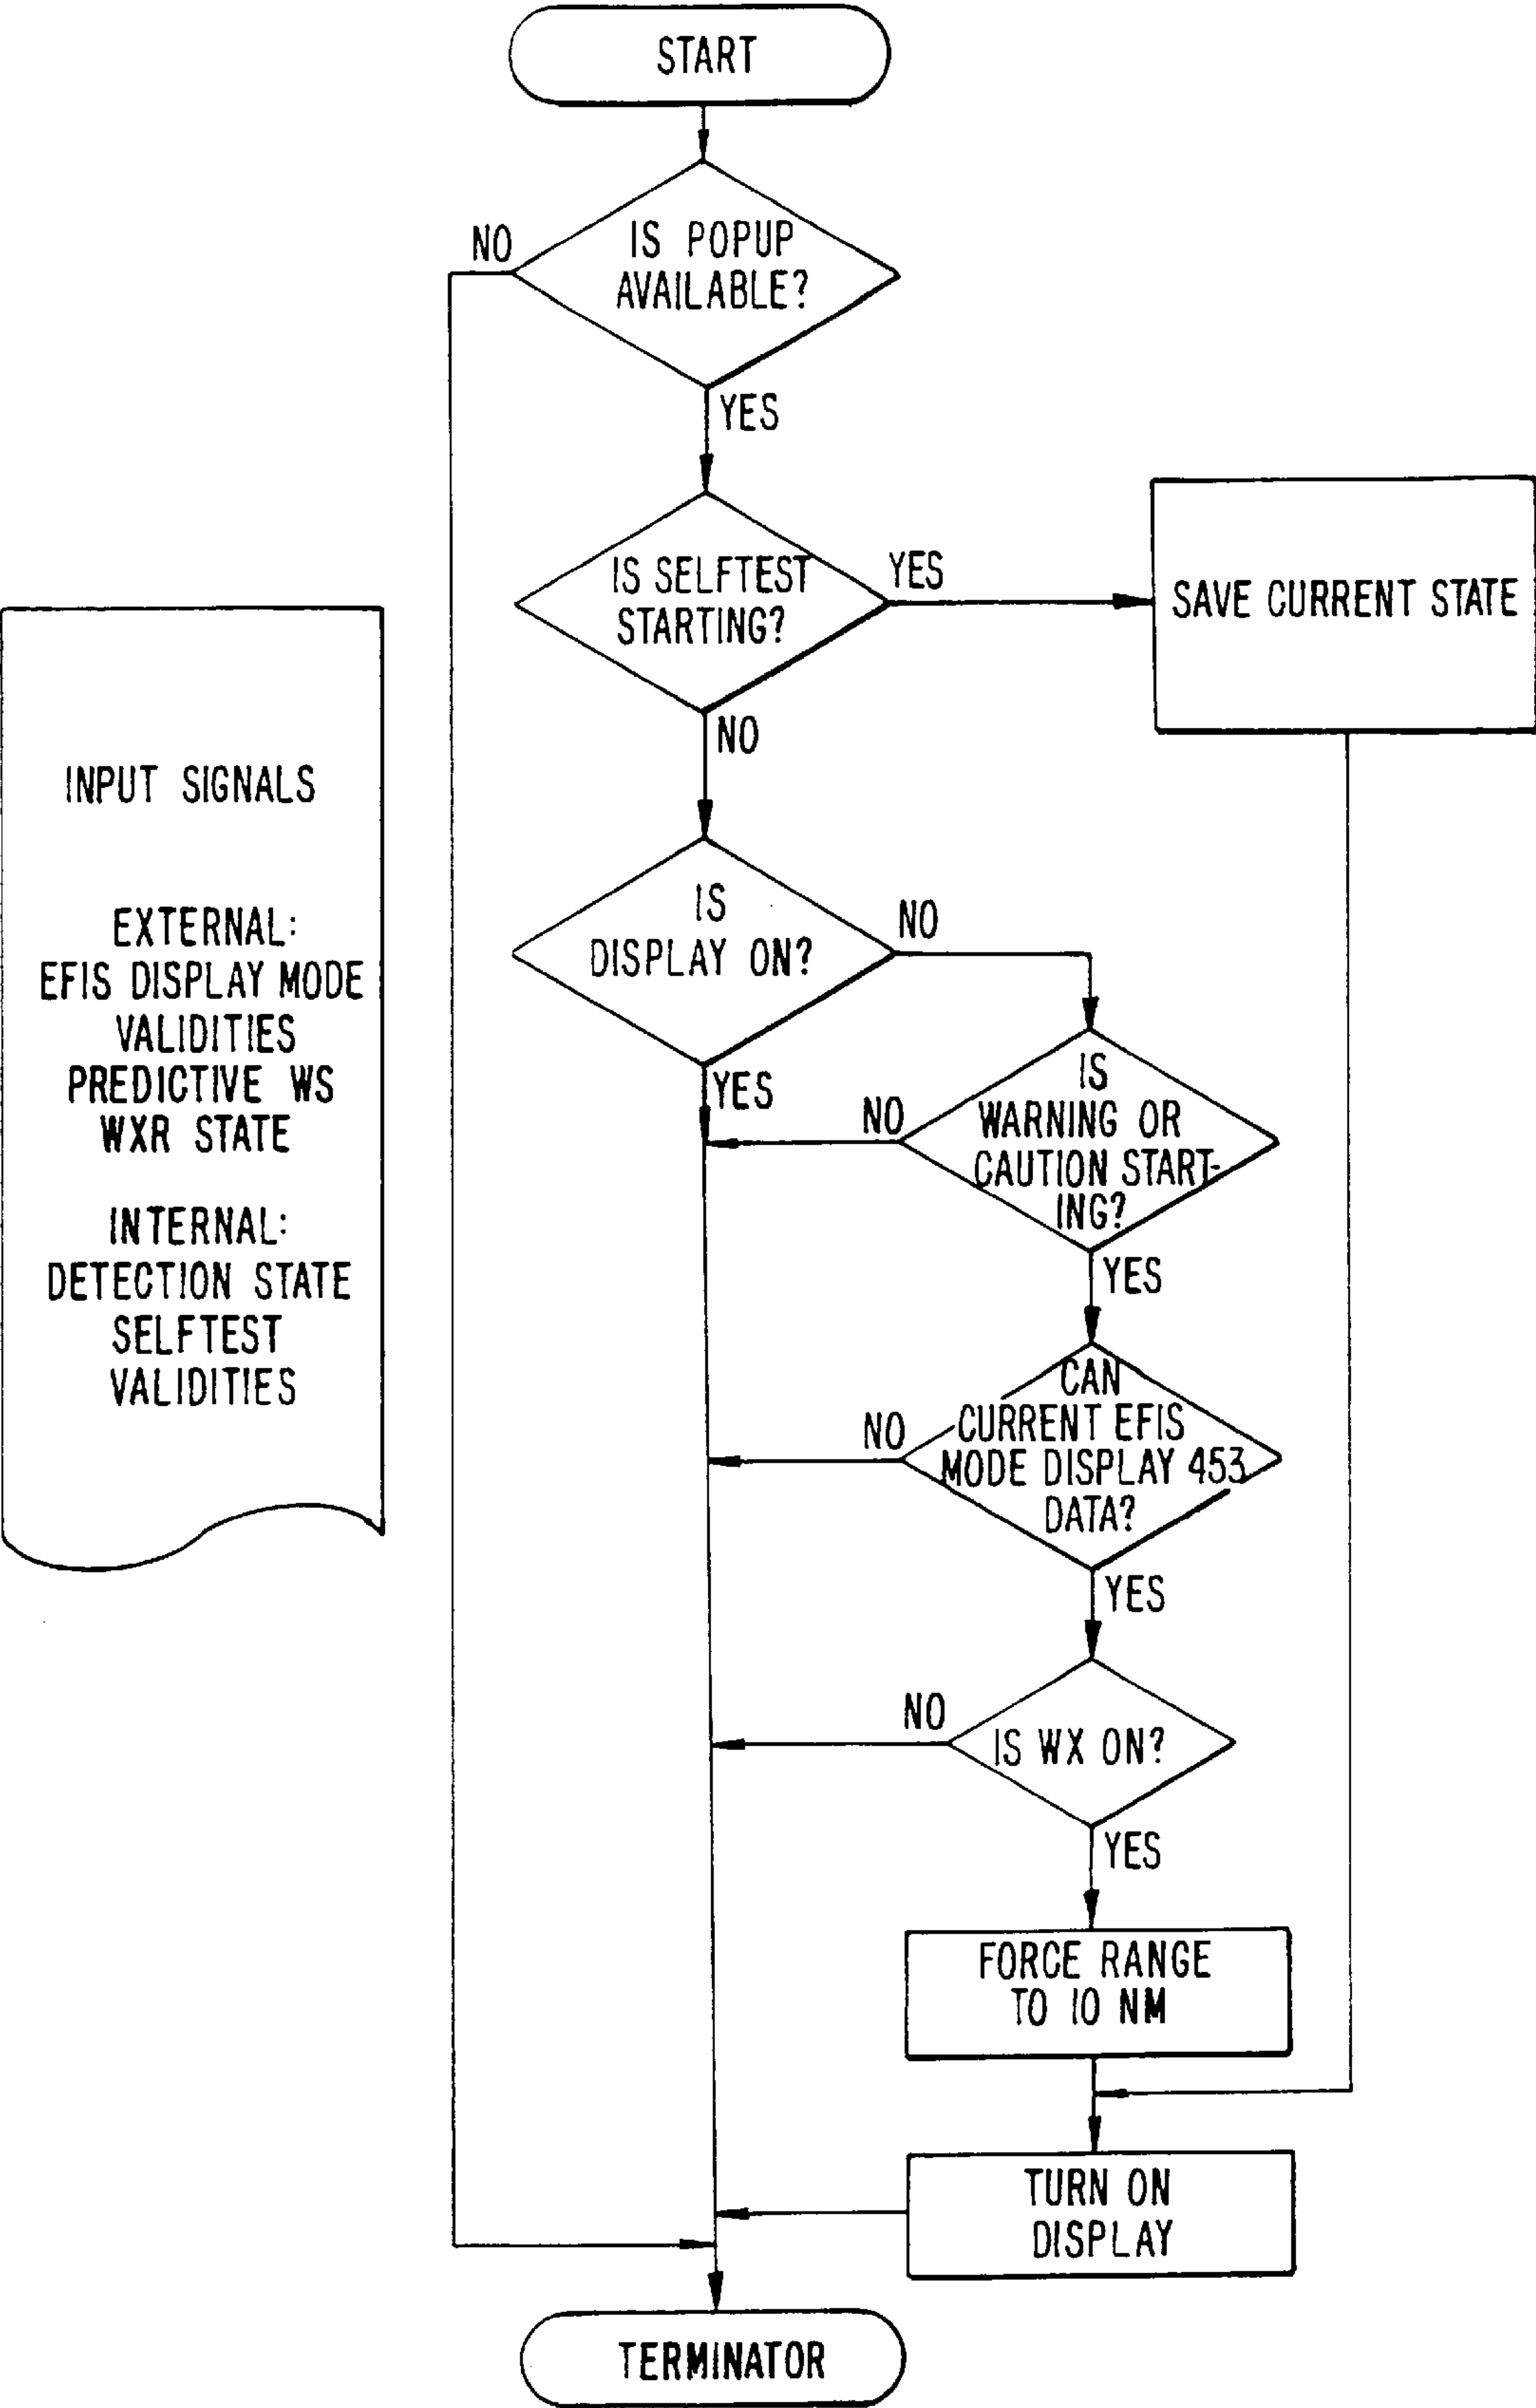 START
IS POPUP
AVAILABLE?
NO
YES
IS SELFTEST
STARTING?
YES
NO
SAVE CURRENT STATE
INPUT SIGNALS
EXTERNAL:
EFIS DISPLAY MODE
VALIDITIES
PREDICTIVE WS
WXR STATE
INTERNAL:
DETECTION STATE
SELFTEST
VALIDITIES
IS
DISPLAY ON?
NO
YES
IS
WARNING OR
CAUTION START-
ING?
NO
YES
CAN
CURRENT EFIS
MODE DISPLAY 453
DATA?
NO
YES
IS WX ON?
NO
YES
FORCE RANGE
TO 10 NM
TURN ON
DISPLAY
TERMINATOR